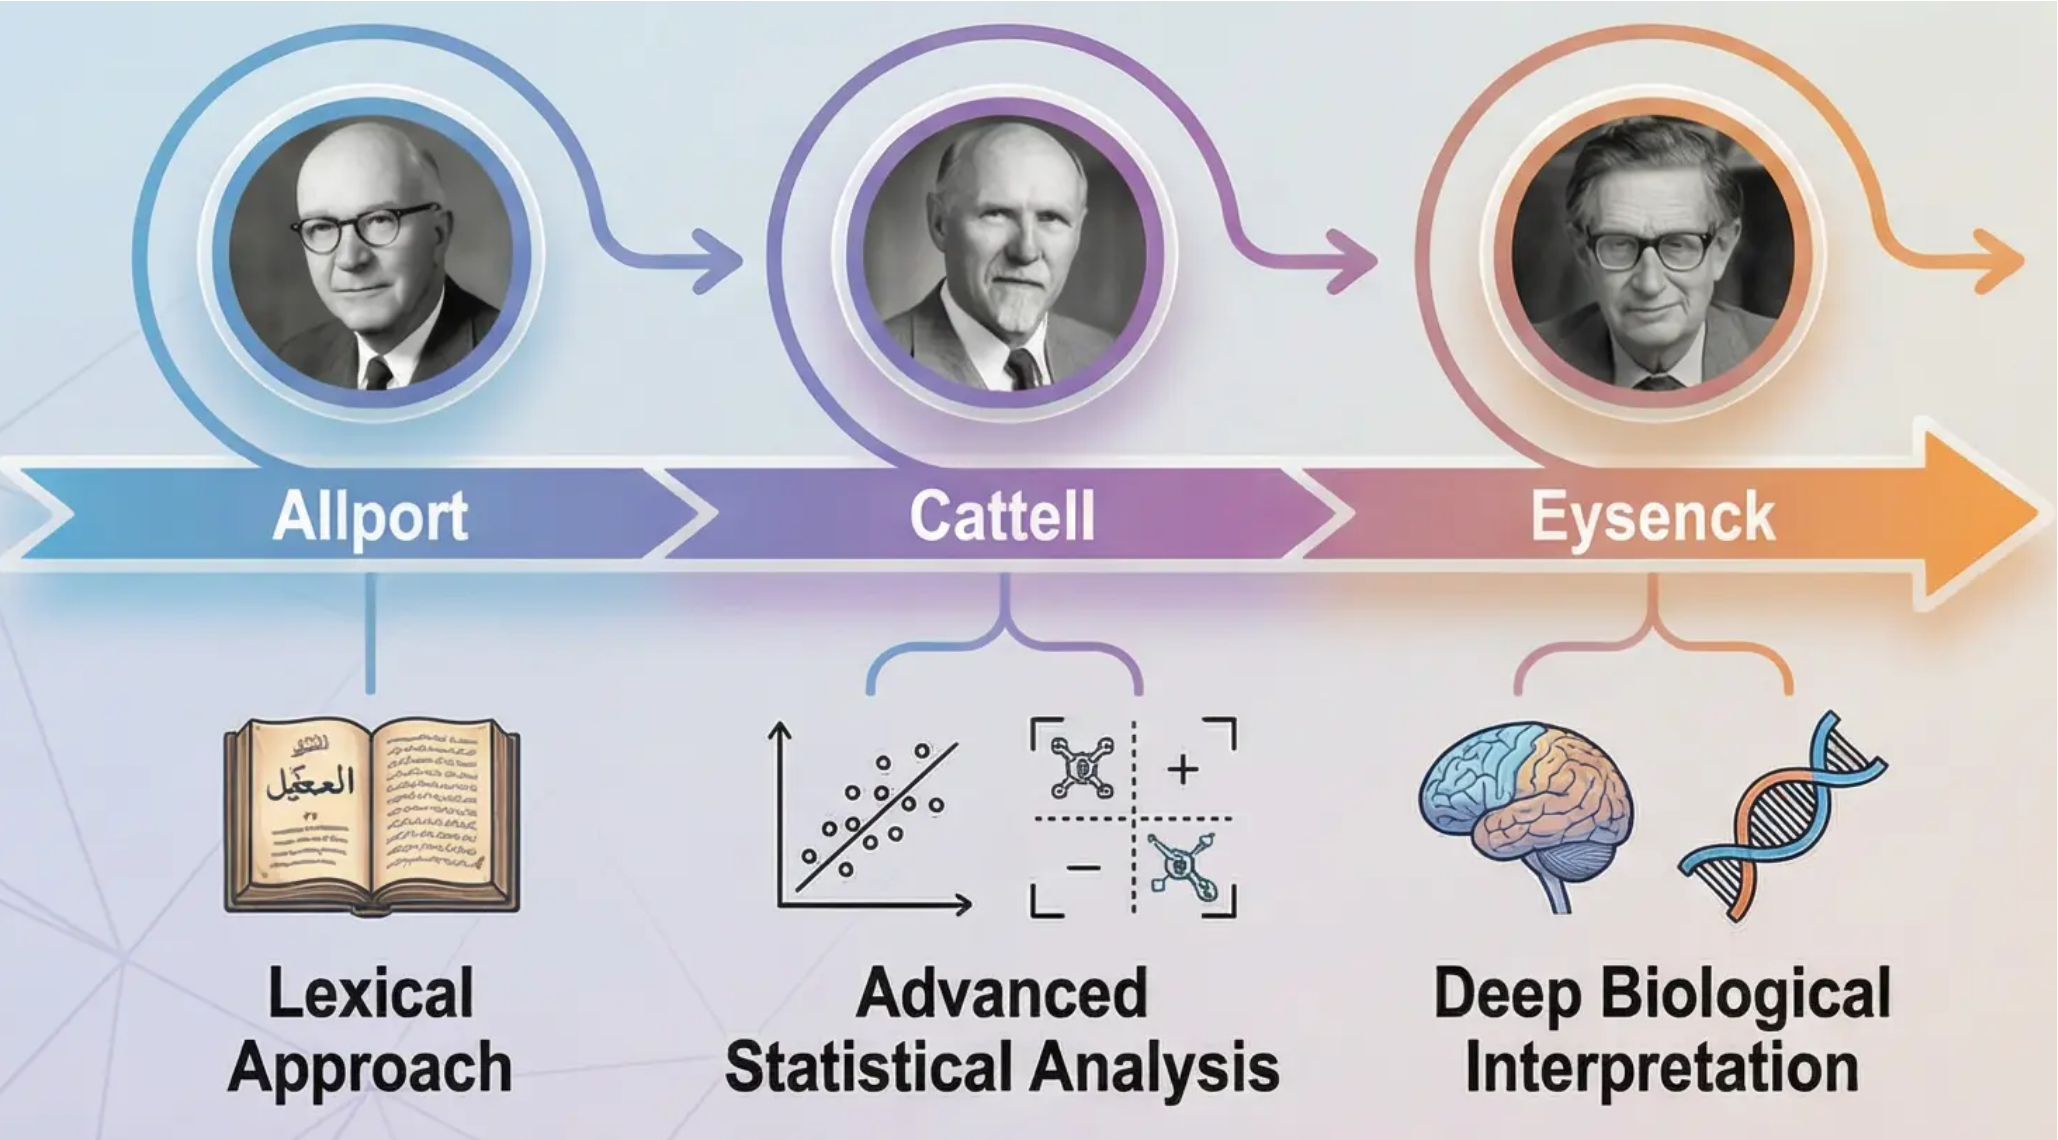 Allport
Cattell
Eysenck
Lexical
Approach
Advanced
Statistical Analysis
Deep Biological
Interpretation